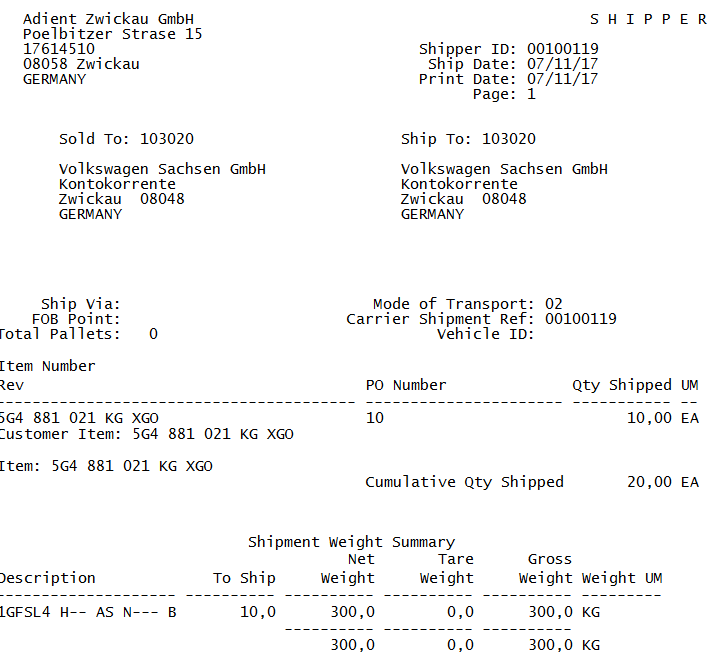 Adient Zwickau GmbH S H I P P E R
Poelbitzer Strase 15
17614510 Shipper ID: 00100119
08058 Zwickau Ship Date: 07/11/17
GERMANY Print Date: 07/11/17
Page: 1
Sold To: 103020 Ship To: 103020
Volkswagen Sachsen GmbH Volkswagen Sachsen GmbH
Kontokorrente Kontokorrente
Zwickau 08048 Zwickau 08048
GERMANY GERMANY
Ship Via: Mode of Transport: 02
FOB Point: Carrier Shipment Ref: 00100119
Total Pallets: 0 Vehicle ID:
Item Number
Rev PO Number Qty Shipped UM
---------------------------------------- ----------------------- ----------- --
5G4 881 021 KG XGO 10 10,00 EA
Customer Item: 5G4 881 021 KG XGO
Item: 5G4 881 021 KG XGO
Cumulative Qty Shipped 20,00 EA
Shipment Weight Summary
Net Tare Gross
Description To Ship Weight Weight Weight Weight UM
-------------------- ---------- ---------- ---------- ---------- ---------
1GFSL4 H-- AS N--- B 10,0 300,0 0,0 300,0 KG
---------- ---------- ----------
300,0 0,0 300,0 KG